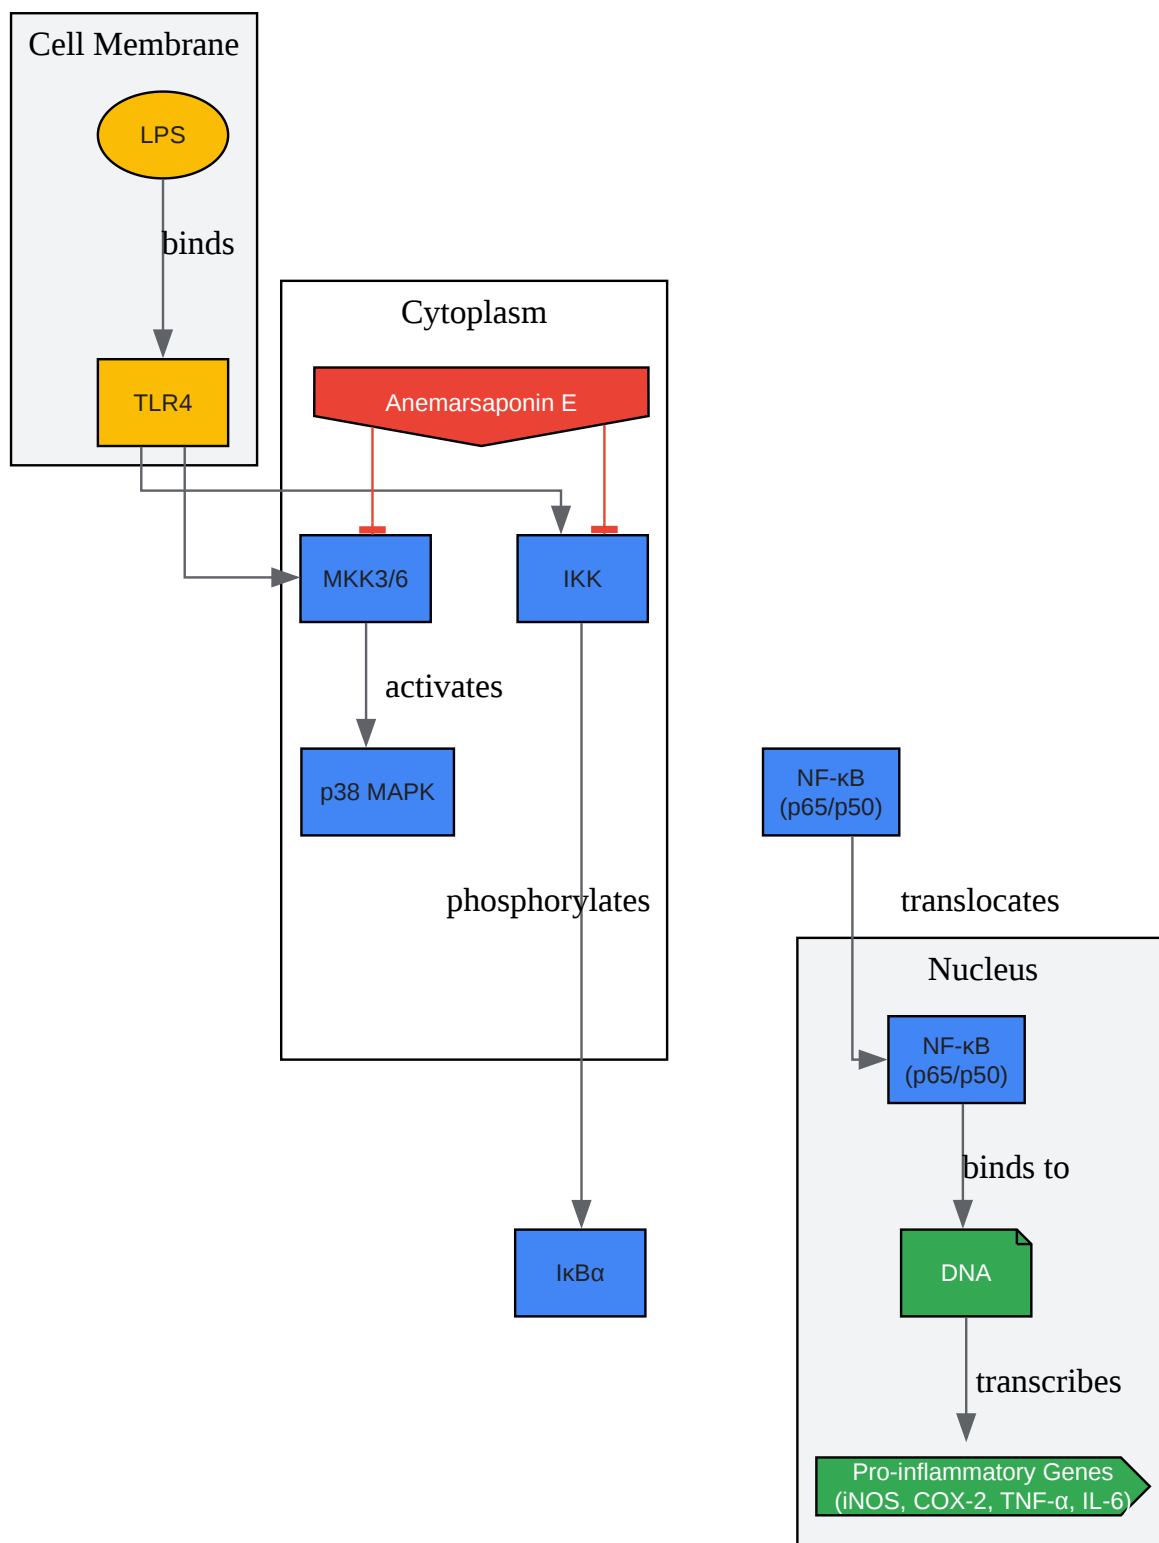 Cell Membrane
LPS
binds
TLR4
Cytoplasm
Anemarsaponin E
MKK3/6
IKK
activates
p38 MAPK
phosphorylates
IκBα
NF-κB
(p65/p50)
translocates
Nucleus
NF-κB
(p65/p50)
binds to
DNA
transcribes
Pro-inflammatory Genes
(iNOS, COX-2, TNF-α, IL-6)